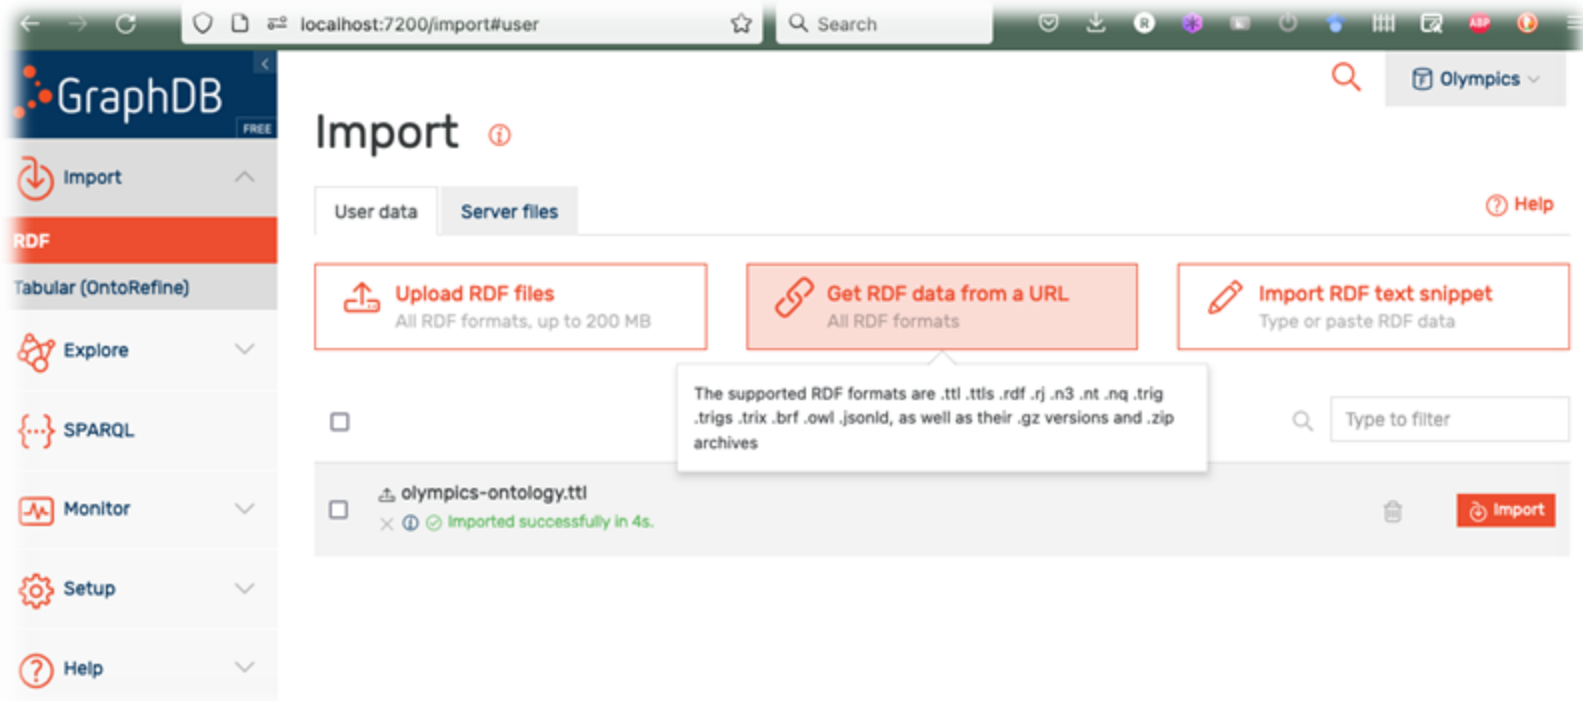 localhost:7200/import#user
Search
R
ABP
GraphDB
FREE
Olympics
Import
Import
User data
Server files
Help
RDF
Tabular (OntoRefine)
Upload RDF files
All RDF formats, up to 200 MB
Get RDF data from a URL
All RDF formats
Import RDF text snippet
Type or paste RDF data
Explore
The supported RDF formats are .ttl .ttls .rdf .rj .n3 .nt .nq .trig
.trigs .trix .brf .owl .jsonld, as well as their .gz versions and .zip
archives
Type to filter
SPARQL
olympics-ontology.ttl
Imported successfully in 4s.
Import
Monitor
Setup
Help